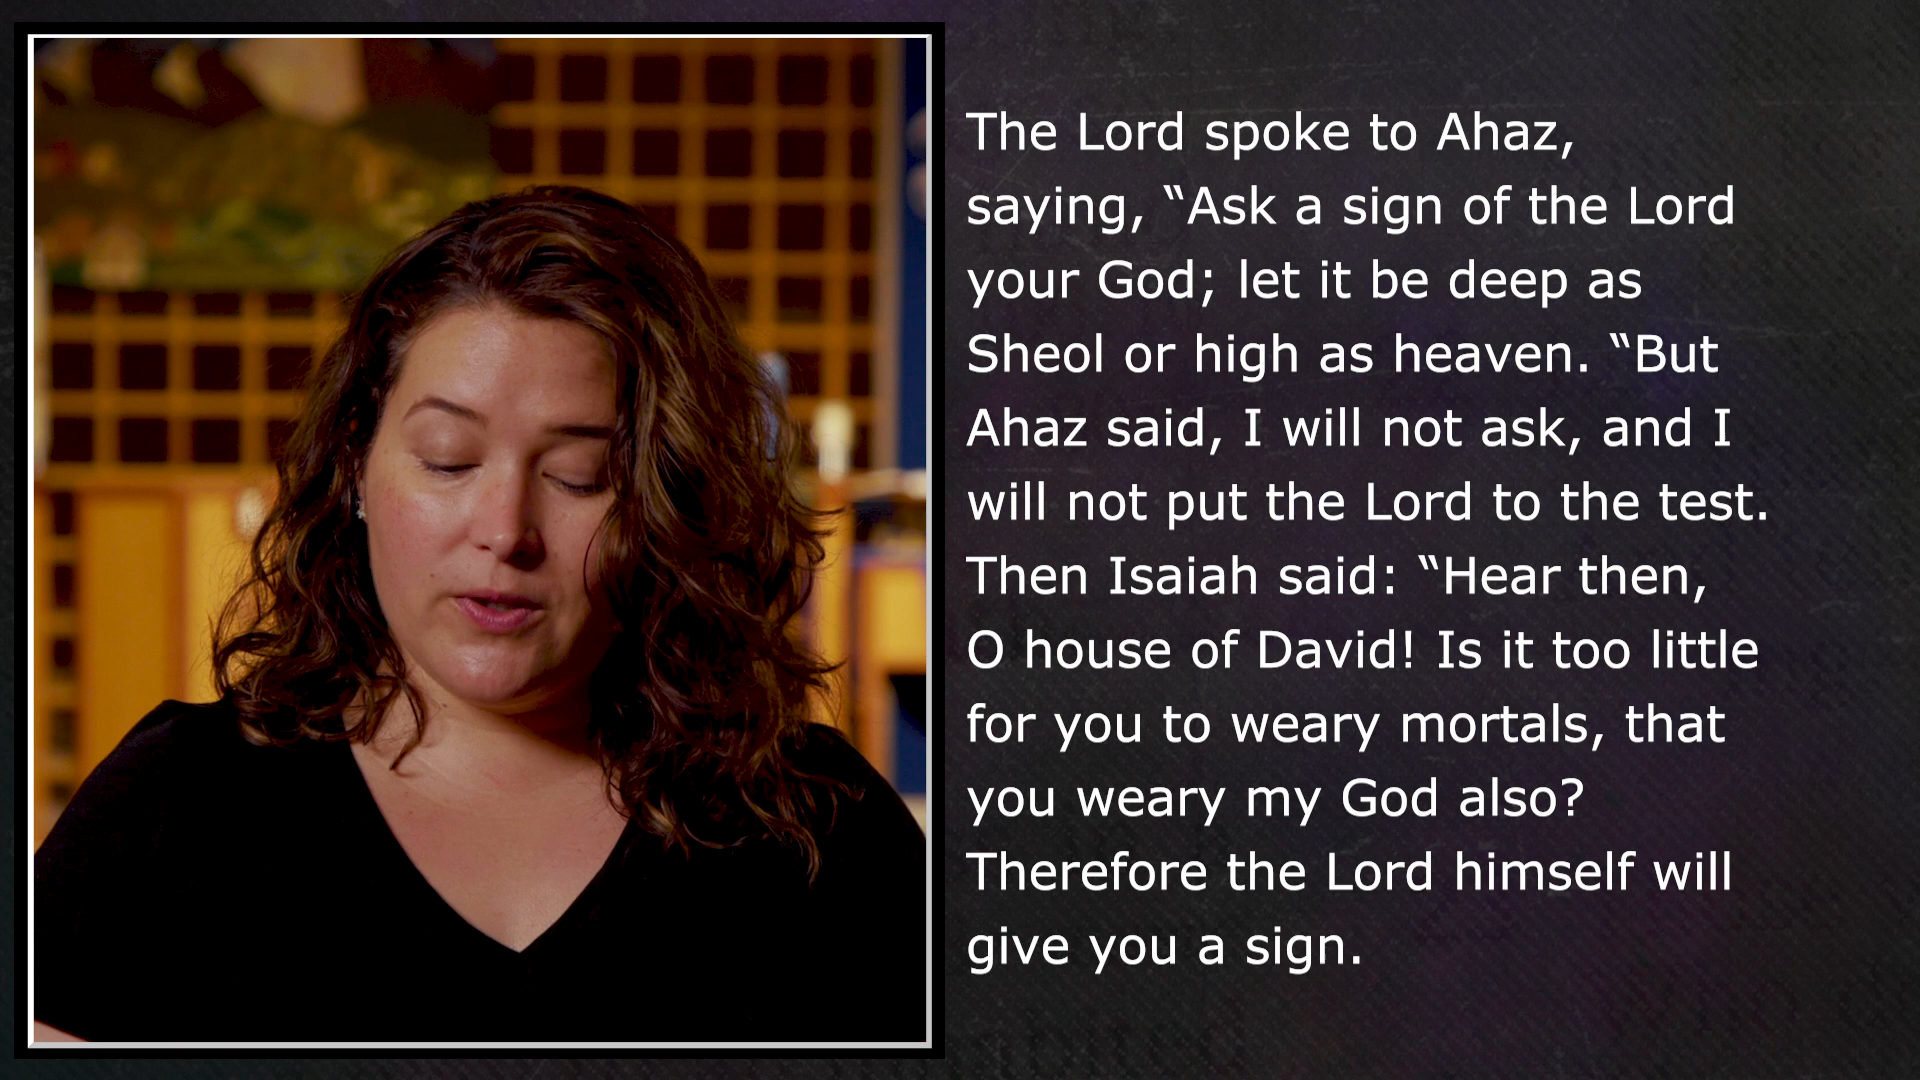 The Lord spoke to Ahaz,
saying, “Ask a sign of the Lord
your God; let it be deep as
Sheol or high as heaven. “But
Ahaz said, I will not ask, and I
will not put the Lord to the test.
Then Isaiah said: “Hear then,
O house of David! Is it too little
for you to weary mortals, that
you weary my God also?
Therefore the Lord himself will
give you a sign.